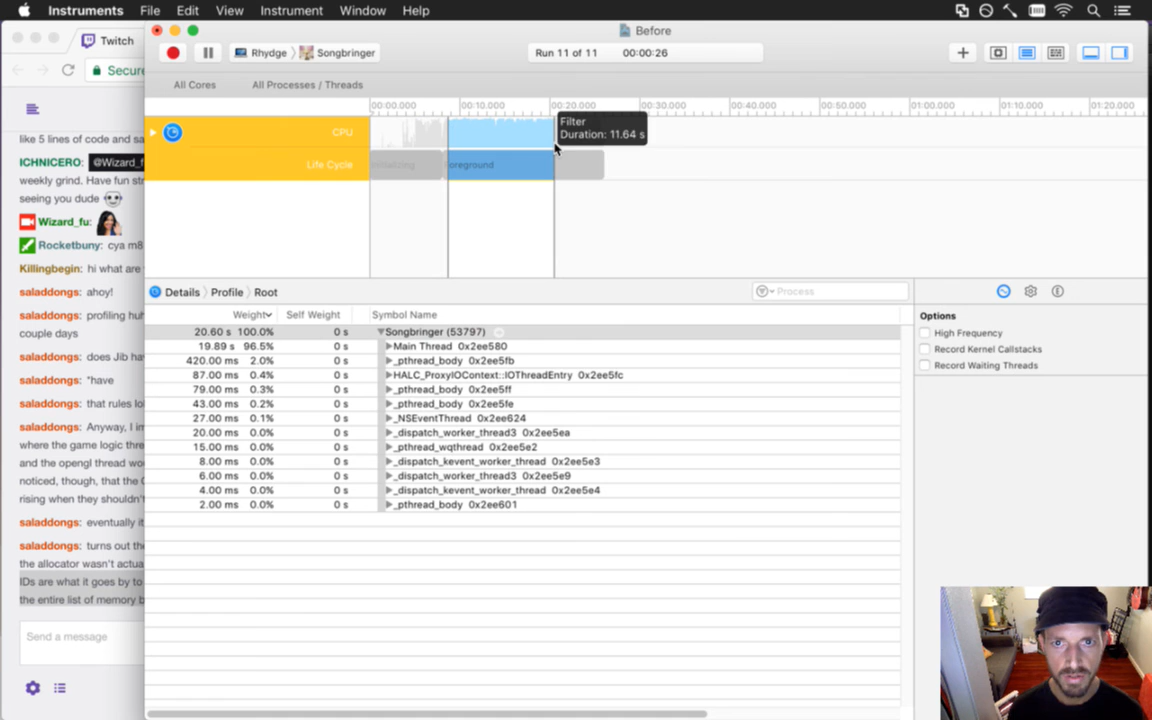 Instruments File Edit View Instrument Window Help
Twitch
Secure
like 5 lines of code and sa
ICHNICERO: @Wizard_f
weekly grind. Have fun str
seeing you dude
Wizard_fu:
Rocketbuny: cya m8
Killingbegin: hi what are
saladdongs: ahoy!
saladdongs: profiling huh
couple days
saladdongs: does Jib ha
saladdongs: *have
saladdongs: that rules lo
saladdongs: Anyway, I im
where the game logic thre
and the opengl thread wo
noticed, though, that the C
rising when they shouldn't
saladdongs: eventually it
saladdongs: turns out the
the allocator wasn't actua
IDs are what it goes by to
the entire list of memory b
Send a message
Before
Rhydge Songbringer
Run 11 of 11 00:00:26
All Cores All Processes / Threads
00:00.000 00:10.000 00:20.000 00:30.000 00:40.000 00:50.000 01:00.000 01:10.000 01:20.000
CPU
Filter
Duration: 11.64 s
Life Cycle
Foreground
Details Profile Root
Process
Weight Self Weight Symbol Name
20.60 s 100.0% 0 s Songbringer (53797)
19.89 s 96.5% 0 s Main Thread 0x2ee580
420.00 ms 2.0% 0 s _pthread_body 0x2ee5fb
87.00 ms 0.4% 0 s HALC_ProxyIOContext::IOThreadEntry 0x2ee5fc
79.00 ms 0.3% 0 s _pthread_body 0x2ee5ff
43.00 ms 0.2% 0 s _pthread_body 0x2ee5fe
27.00 ms 0.1% 0 s _NSEventThread 0x2ee624
20.00 ms 0.0% 0 s _dispatch_worker_thread3 0x2ee5ea
15.00 ms 0.0% 0 s _pthread_wqthread 0x2ee5e2
8.00 ms 0.0% 0 s _dispatch_kevent_worker_thread 0x2ee5e3
6.00 ms 0.0% 0 s _dispatch_worker_thread3 0x2ee5e9
4.00 ms 0.0% 0 s _dispatch_kevent_worker_thread 0x2ee5e4
2.00 ms 0.0% 0 s _pthread_body 0x2ee601
Options
High Frequency
Record Kernel Callstacks
Record Waiting Threads